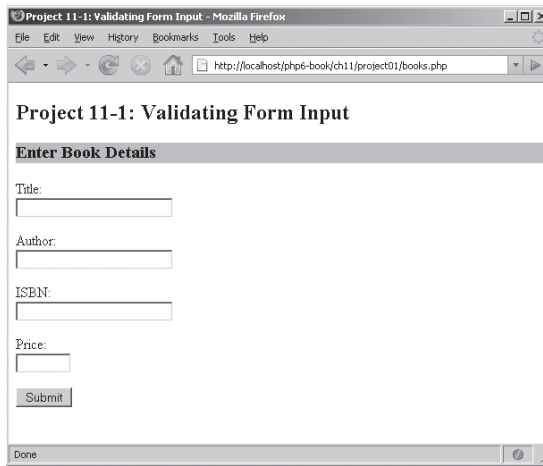 Project 11-1: Validating Form Input - Mozilla Firefox
File Edit View History Bookmarks Tools Help
http://localhost/php6-book/ch11/project01/books.php
Project 11-1: Validating Form Input
Enter Book Details
Title:
Author:
ISBN:
Price:
Submit
Done